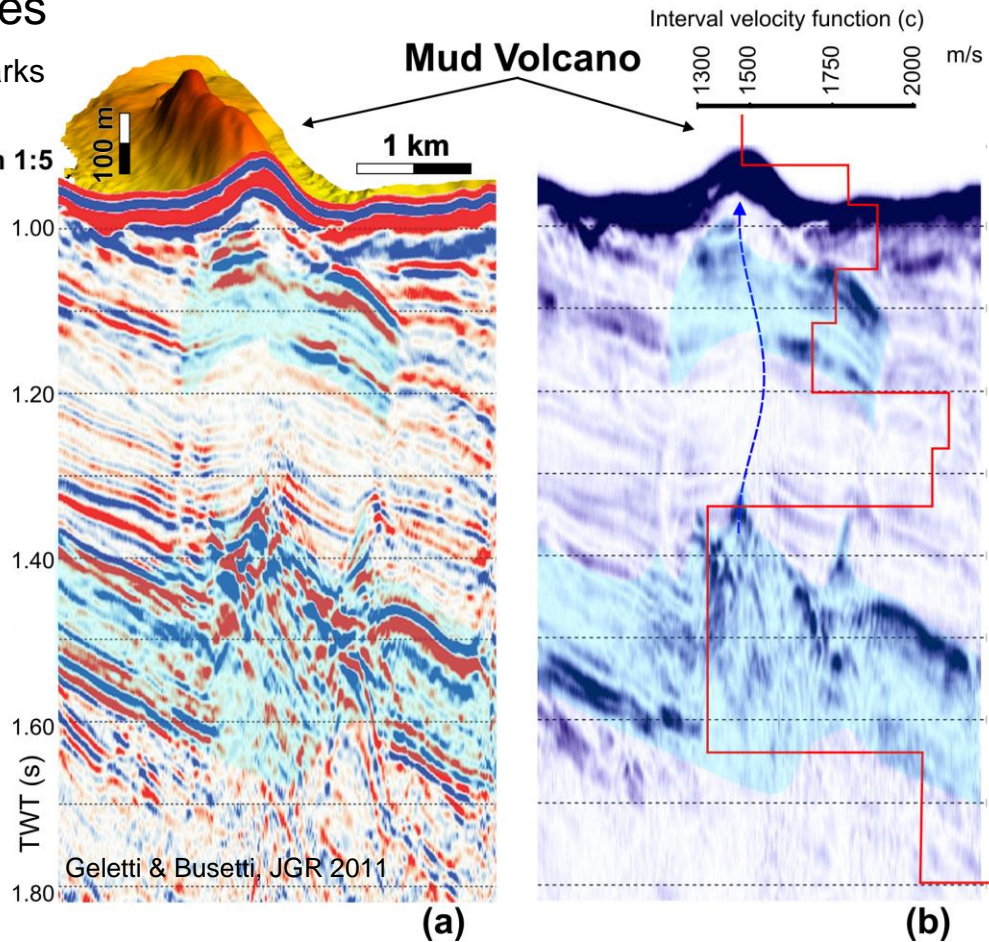 es
arks
n 1:5
Interval velocity function (c)
Mud Volcano
1300
1500
1750
2000
m/s
100 m
1 km
1.00
1.20
1.40
1.60
1.80
TWT (s)
Geletti & Busetti, JGR 2011
(a)
(b)